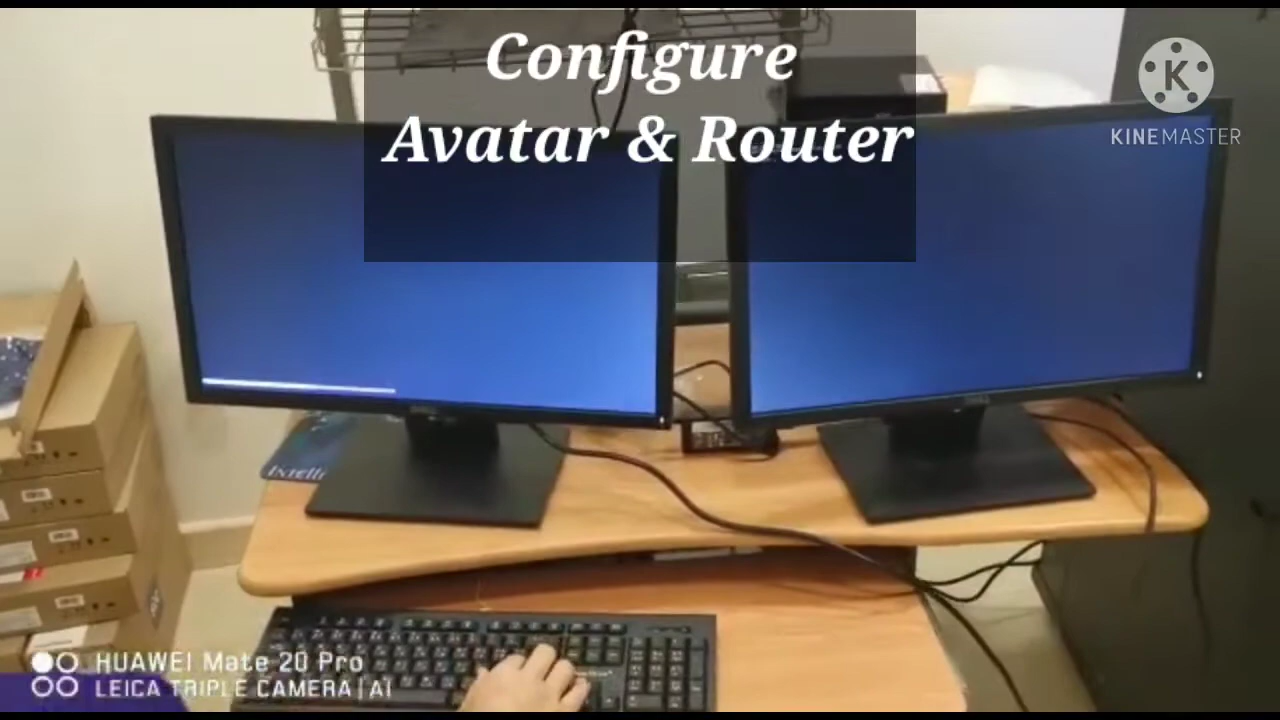 Configure
Avatar & Router
K
KINEMASTER
HUAWEI Mate 20 Pro
LEICA TRIPLE CAMERA | AI